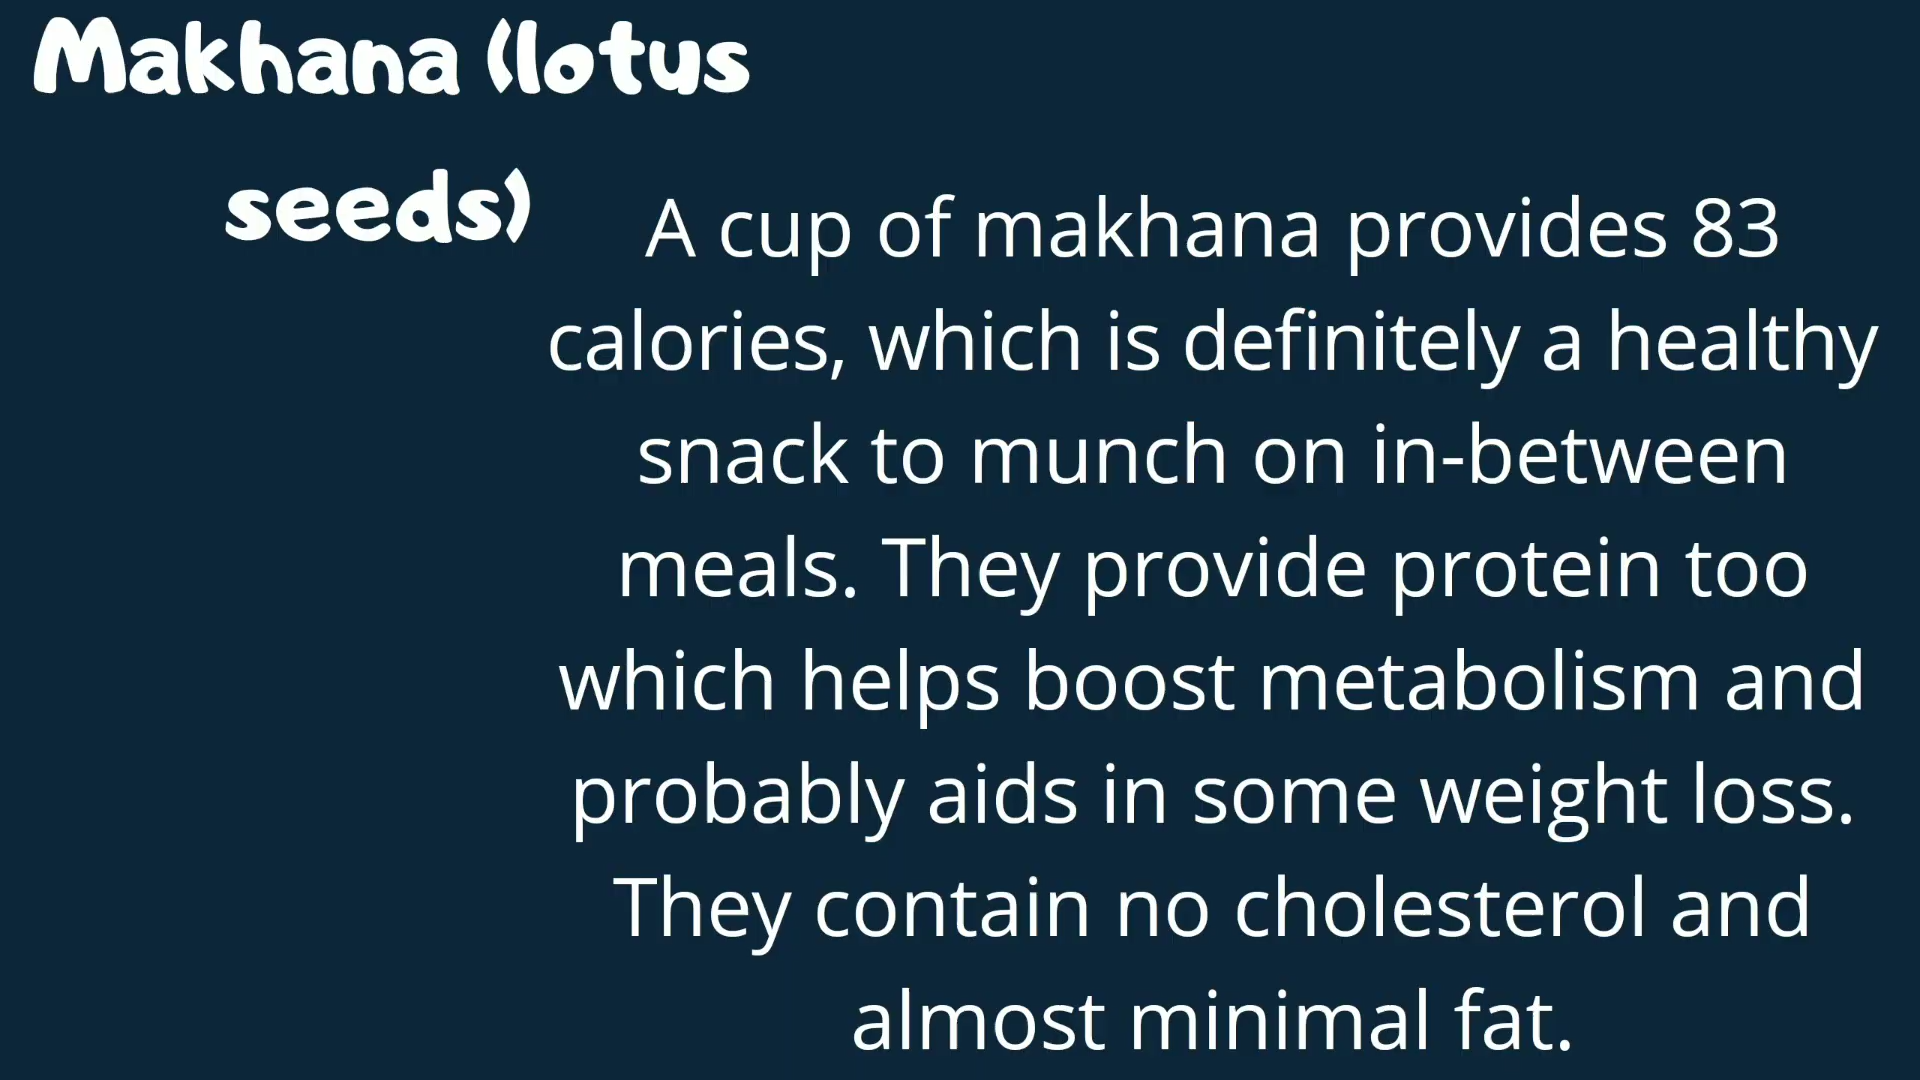 Makhana (lotus
seeds)
A cup of makhana provides 83
calories, which is definitely a healthy
snack to munch on in-between
meals. They provide protein too
which helps boost metabolism and
probably aids in some weight loss.
They contain no cholesterol and
almost minimal fat.